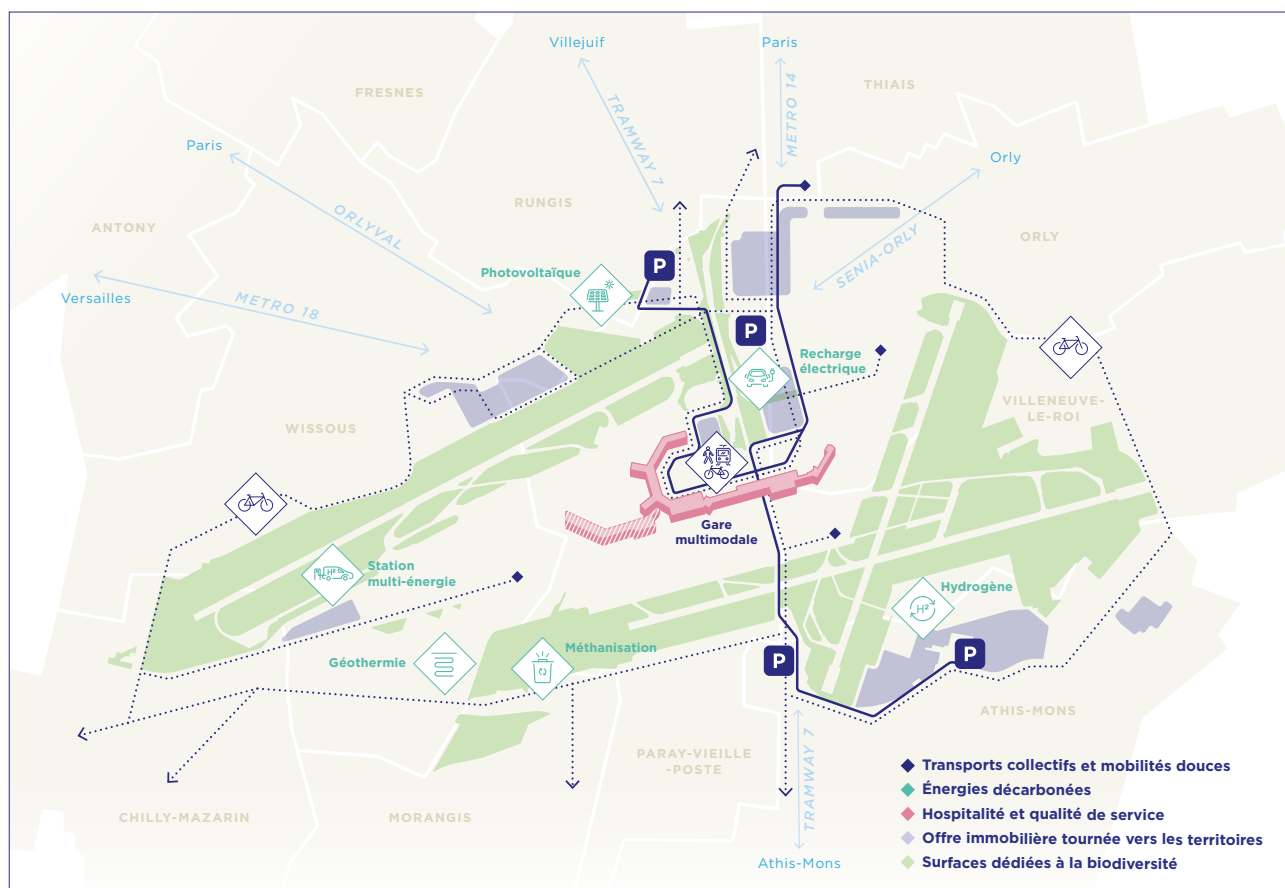 Villejuif
Paris
THIAIS
FRESNES
TRAMWAY 7
METRO 14
Paris
Orly
RUNGIS
ANTONY
ORLYVAL
ORLY
SENIA-ORLY
P
Photovoltaïque
Versailles
METRO 18
P
Recharge
électrique
VILLENEUVE-
LE-ROI
WISSOUS
Gare
multimodale
H2
Station
multi-énergie
Hydrogène
H2
Géothermie
Méthanisation
P
P
ATHIS-MONS
PARAY-VIEILLE
-POSTE
TRAMWAY 7
CHILLY-MAZARIN
MORANGIS
Athis-Mons
Transports collectifs et mobilités douces
Énergies décarbonées
Hospitalité et qualité de service
Offre immobilière tournée vers les territoires
Surfaces dédiées à la biodiversité